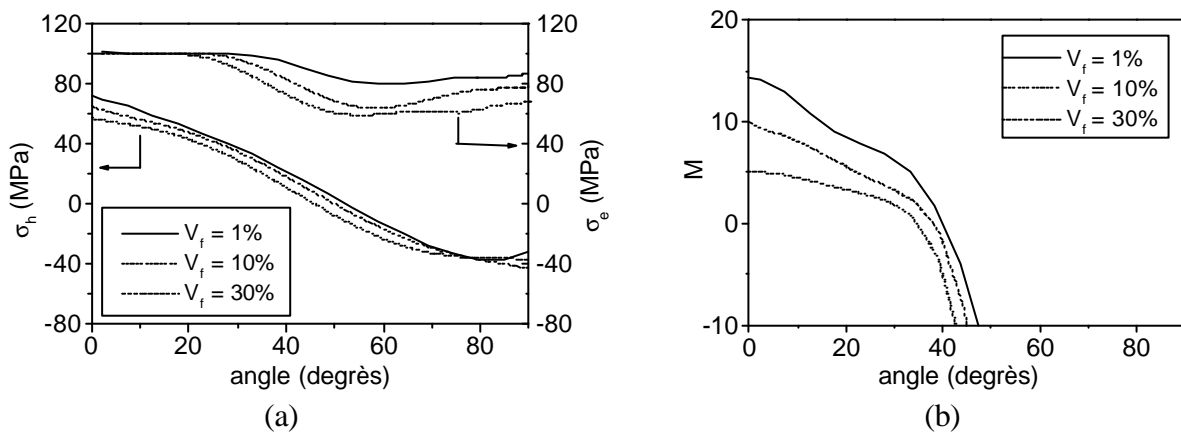 120
80
40
0
-40
-80
σh (MPa)
120
80
40
0
-40
-80
σe (MPa)
Vf = 1%
Vf = 10%
Vf = 30%
0 20 40 60 80
angle (degrès)
(a)
20
10
0
-10
M
Vf = 1%
Vf = 10%
Vf = 30%
0 20 40 60 80
angle (degrès)
(b)